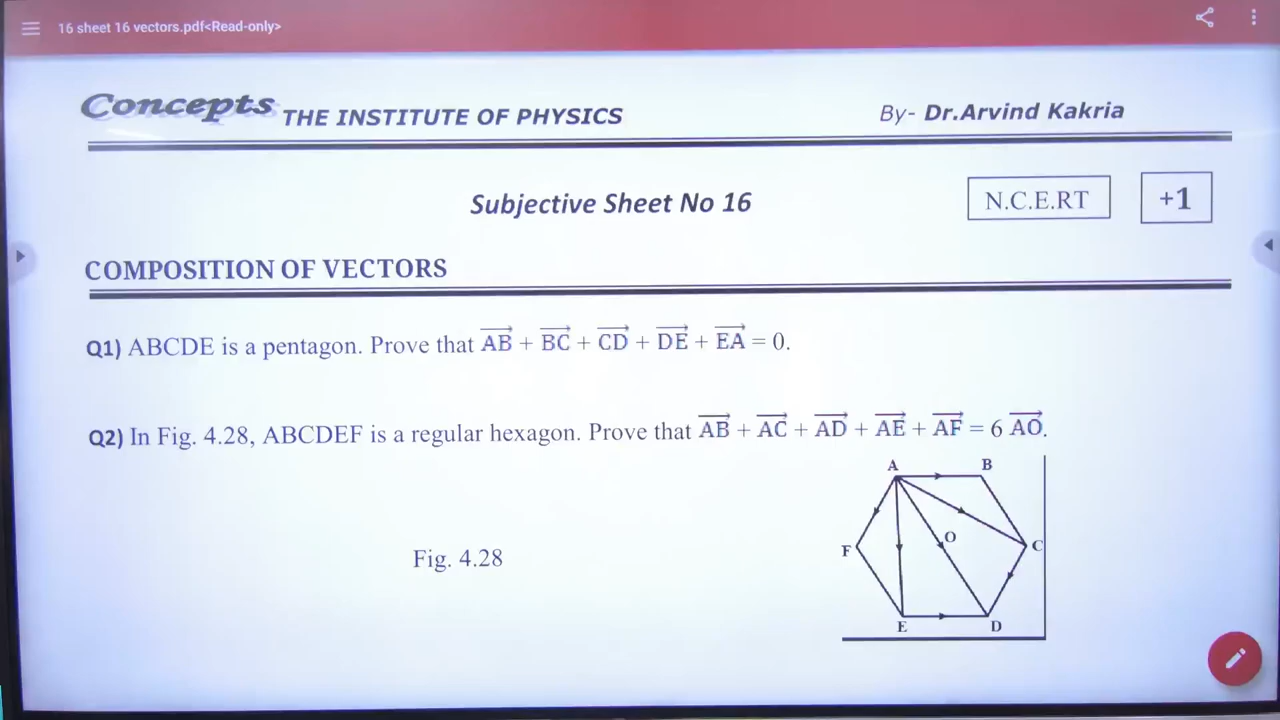 16 sheet 16 vectors.pdf<Read-only>
Concepts THE INSTITUTE OF PHYSICS By- Dr.Arvind Kakria
Subjective Sheet No 16 N.C.E.RT +1
COMPOSITION OF VECTORS
Q1) ABCDE is a pentagon. Prove that AB + BC + CD + DE + EA = 0.
Q2) In Fig. 4.28, ABCDEF is a regular hexagon. Prove that AB + AC + AD + AE + AF = 6 AO.
A B
O
F C
Fig. 4.28
E D